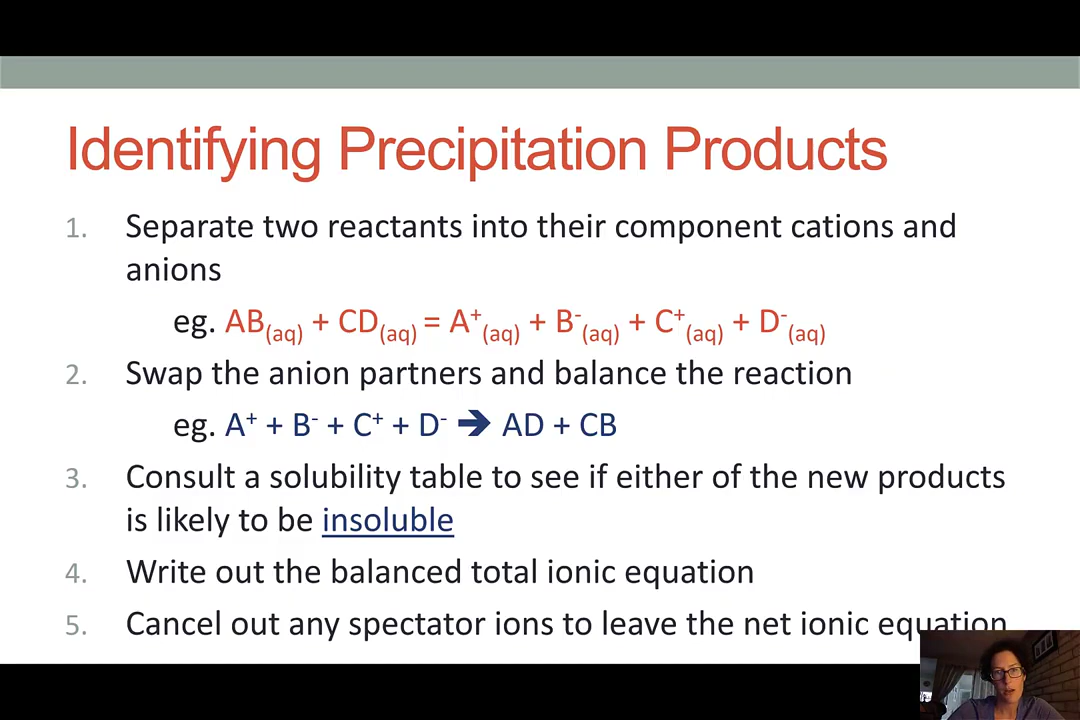 Identifying Precipitation Products
1. Separate two reactants into their component cations and
anions
eg. AB(aq) + CD(aq) = A⁺(aq) + B⁻(aq) + C⁺(aq) + D⁻(aq)
2. Swap the anion partners and balance the reaction
eg. A⁺ + B⁻ + C⁺ + D⁻ ➔ AD + CB
3. Consult a solubility table to see if either of the new products
is likely to be insoluble
4. Write out the balanced total ionic equation
5. Cancel out any spectator ions to leave the net ionic equation